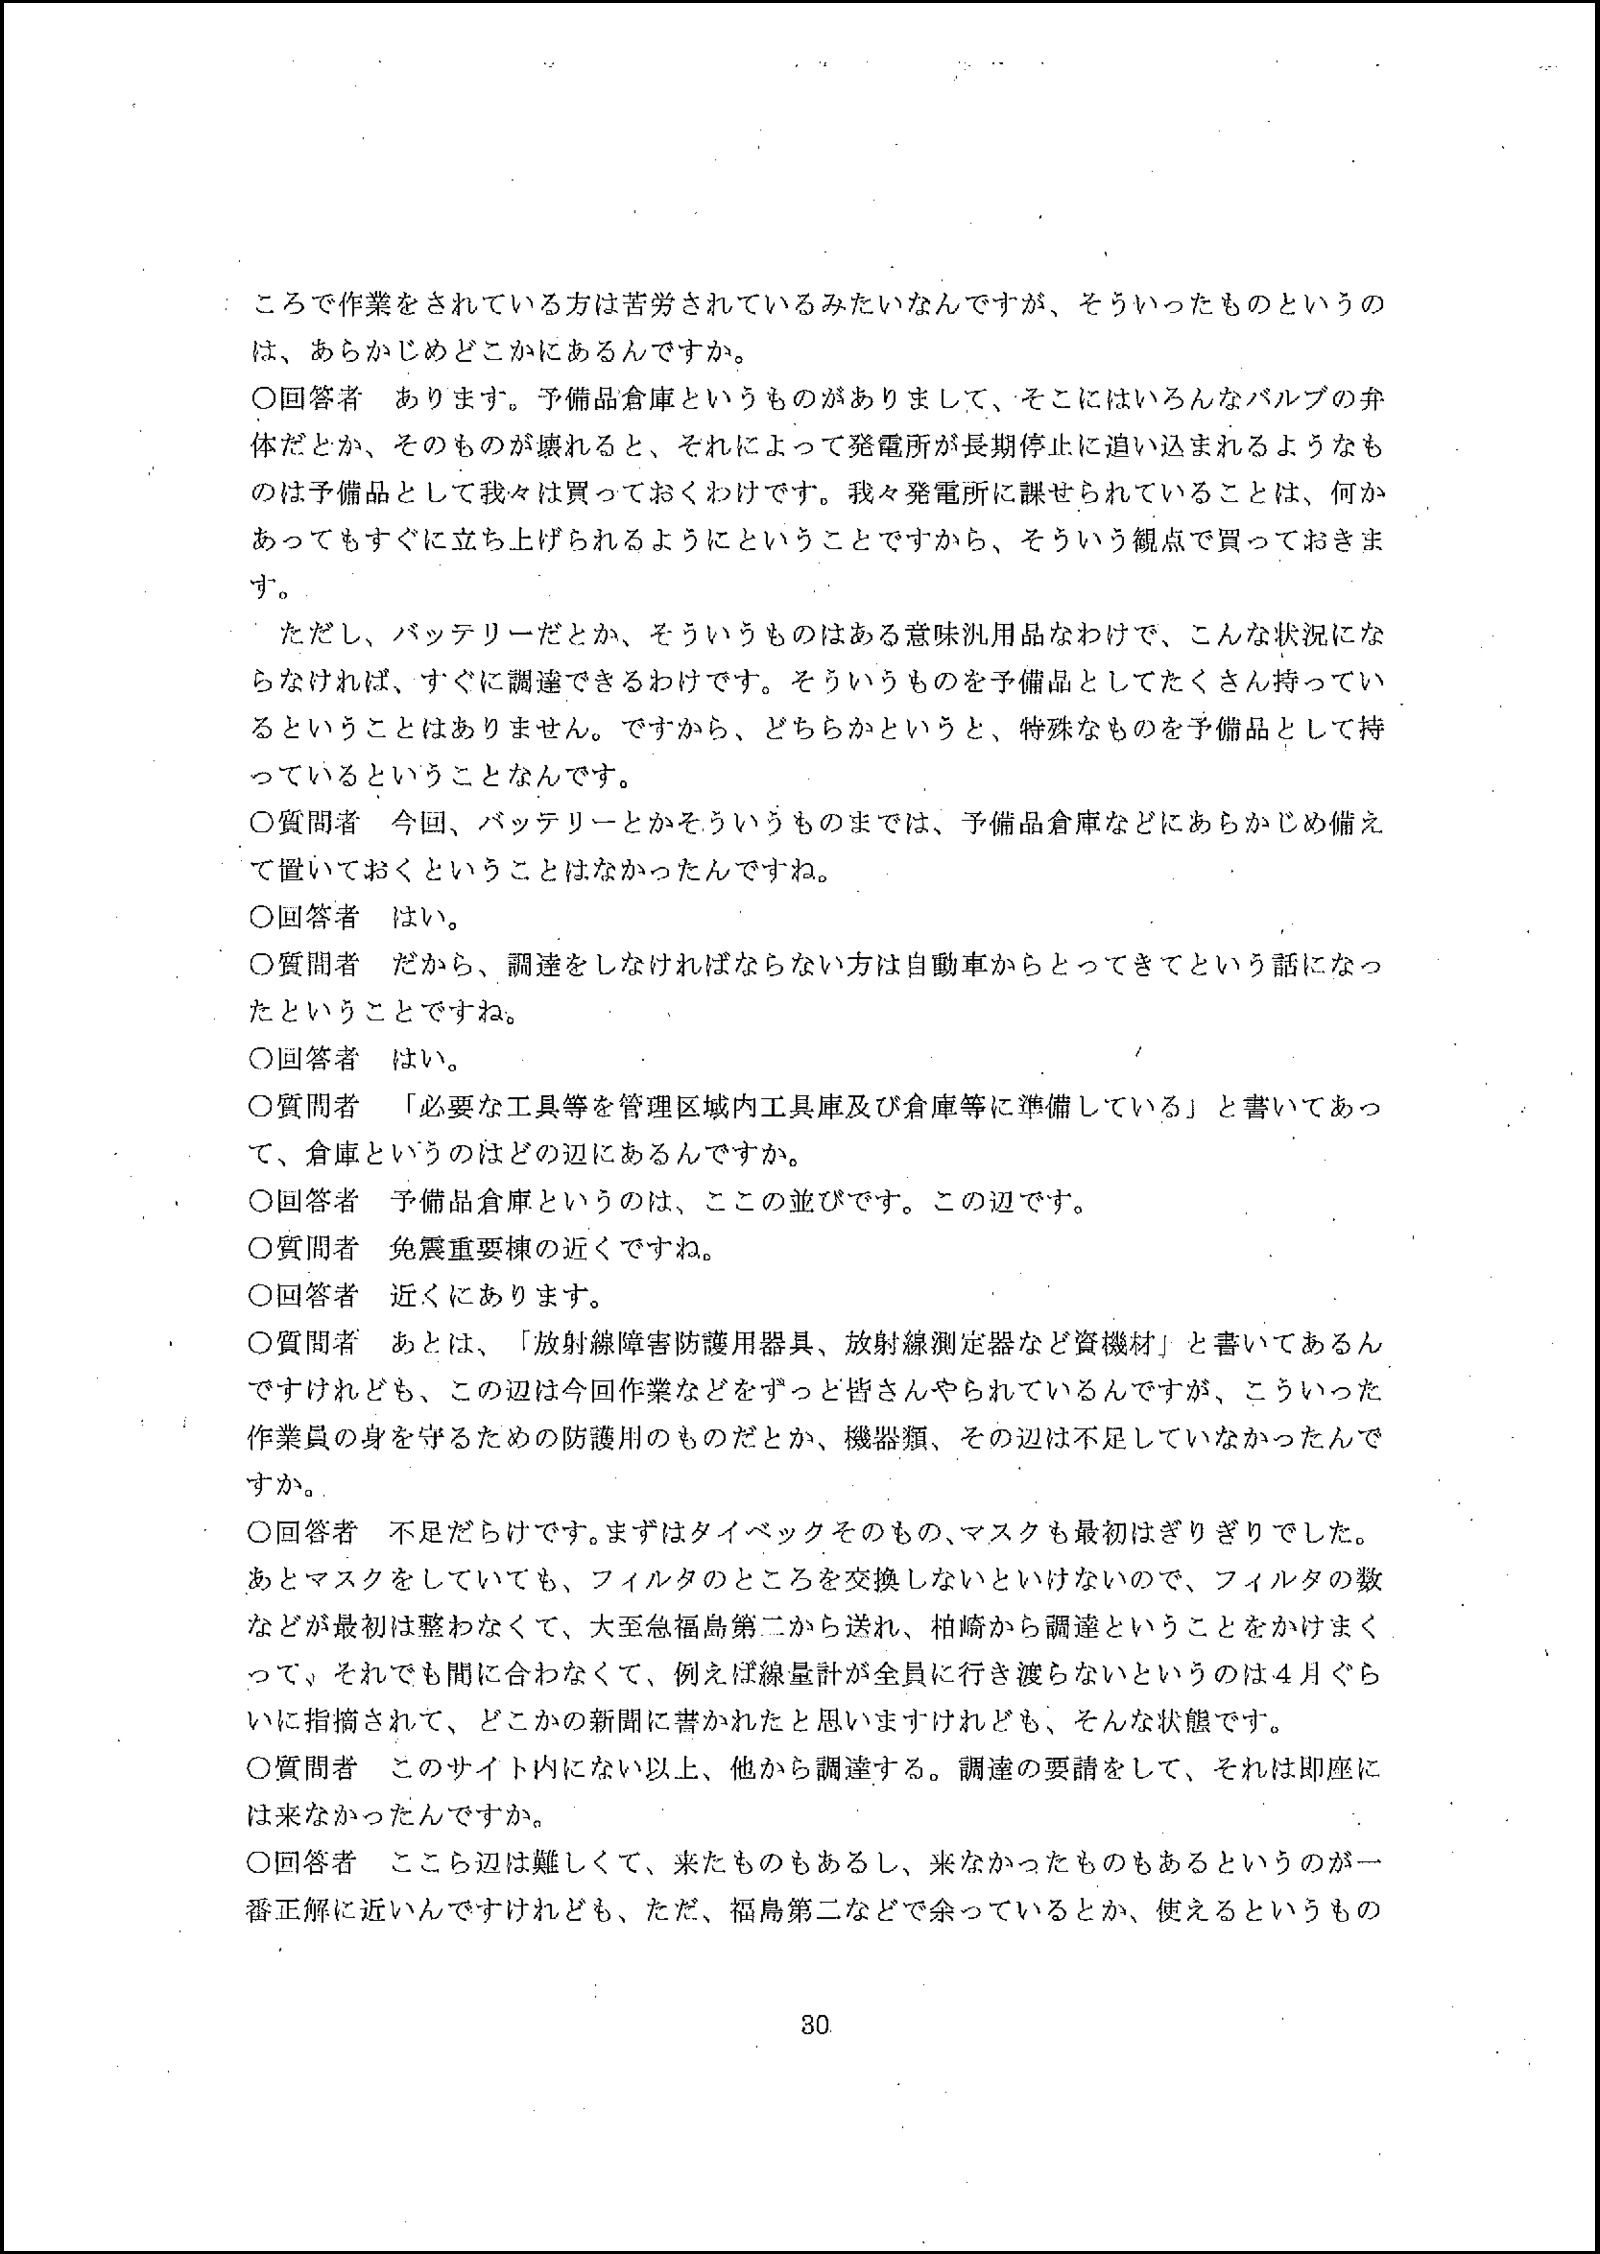 ころで作業をされている方は苦労されているみたいなんですが、そういったものというの
は、あらかじめどこかにあるんですか。
○回答者　あります。予備品倉庫というものがありまして、そこにはいろんなバルブの弁
体だとか、そのものが壊れると、それによって発電所が長期停止に追い込まれるようなも
のは予備品として我々は買っておくわけです。我々発電所に課せられていることは、何か
あってもすぐに立ち上げられるようにということですから、そういう観点で買っておきま
す。
　ただし、バッテリーだとか、そういうものはある意味汎用品なわけで、こんな状況にな
らなければ、すぐに調達できるわけです。そういうものを予備品としてたくさん持ってい
るということはありません。ですから、どちらかというと、特殊なものを予備品として持
っているということなんです。
○質問者　今回、バッテリーとかそういうものまでは、予備品倉庫などにあらかじめ備え
て置いておくということはなかったんですね。
○回答者　はい。
○質問者　だから、調達をしなければならない方は自動車からとってきてという話になっ
たということですね。
○回答者　はい。
○質問者　「必要な工具等を管理区域内工具庫及び倉庫等に準備している」と書いてあっ
て、倉庫というのはどの辺にあるんですか。
○回答者　予備品倉庫というのは、ここの並びです。この辺です。
○質問者　免震重要棟の近くですね。
○回答者　近くにあります。
○質問者　あとは、「放射線障害防護用器具、放射線測定器など資機材」と書いてあるん
ですけれども、この辺は今回作業などをずっと皆さんやられているんですが、こういった
作業員の身を守るための防護用のものだとか、機器類、その辺は不足していなかったんで
すか。
○回答者　不足だらけです。まずはタイベックそのもの、マスクも最初はぎりぎりでした。
あとマスクをしていても、フィルタのところを交換しないといけないので、フィルタの数
などが最初は整わなくて、大至急福島第二から送れ、柏崎から調達ということをかけまく
って、それでも間に合わなくて、例えば線量計が全員に行き渡らないというのは４月ぐら
いに指摘されて、どこかの新聞に書かれたと思いますけれども、そんな状態です。
○質問者　このサイト内にない以上、他から調達する。調達の要請をして、それは即座に
は来なかったんですか。
○回答者　ここら辺は難しくて、来たものもあるし、来なかったものもあるというのが一
番正解に近いんですけれども、ただ、福島第二などで余っているとか、使えるというもの
30